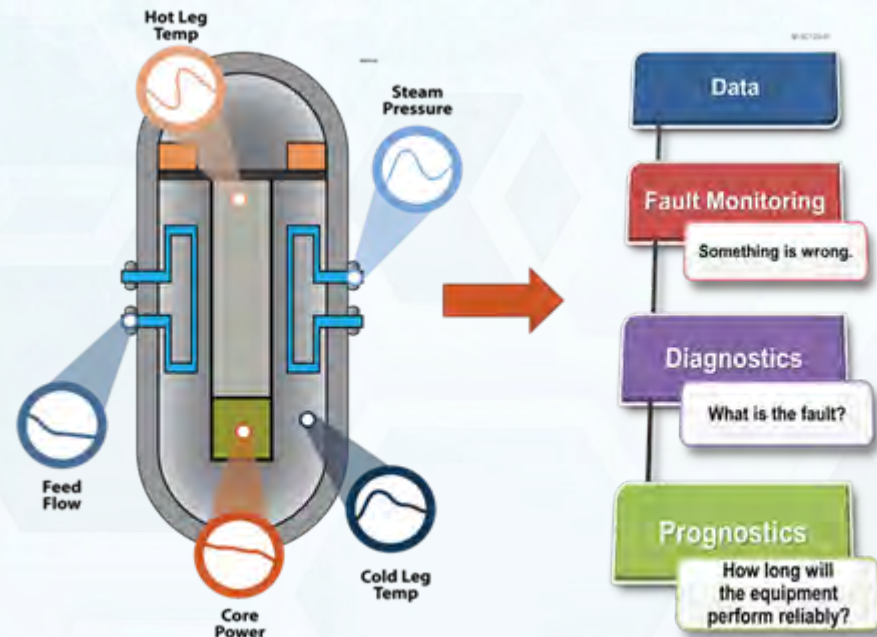 Hot Leg
Temp
Steam
Pressure
Feed
Flow
Core
Power
Cold Leg
Temp
Data
Fault Monitoring
Something is wrong.
Diagnostics
What is the fault?
Prognostics
How long will
the equipment
perform reliably?